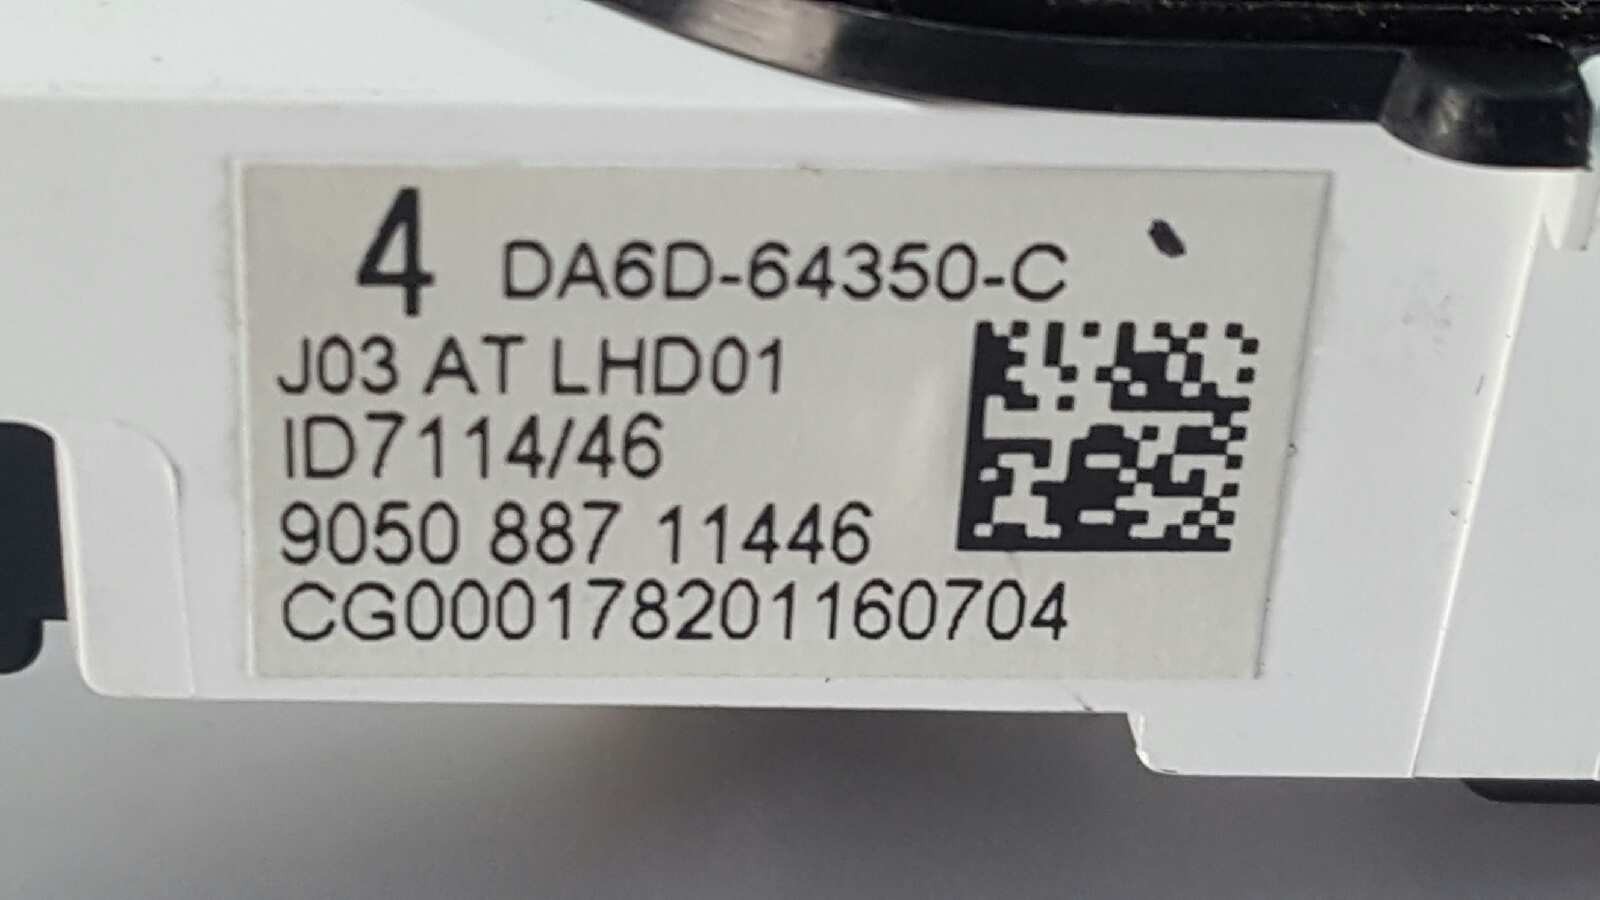 4 DA6D-64350-C
J03 AT LHD01
ID7114/46
9050 887 11446
CG000178201160704